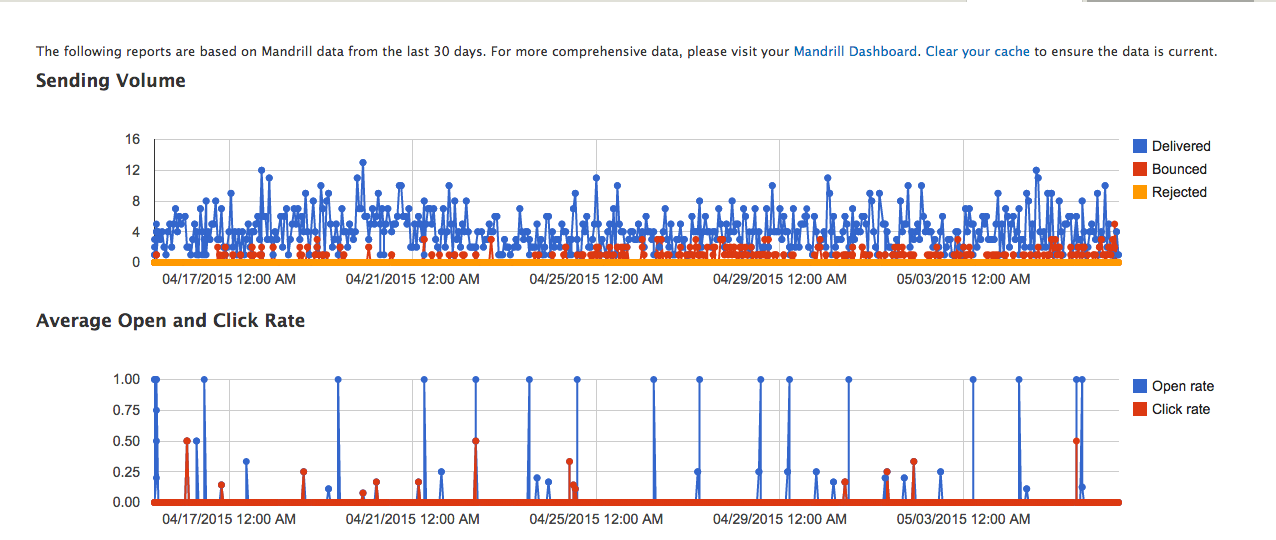 The following reports are based on Mandrill data from the last 30 days. For more comprehensive data, please visit your Mandrill Dashboard. Clear your cache to ensure the data is current.
Sending Volume
16
12
8
4
0
04/17/2015 12:00 AM 04/21/2015 12:00 AM 04/25/2015 12:00 AM 04/29/2015 12:00 AM 05/03/2015 12:00 AM
Delivered
Bounced
Rejected
Average Open and Click Rate
1.00
0.75
0.50
0.25
0.00
04/17/2015 12:00 AM 04/21/2015 12:00 AM 04/25/2015 12:00 AM 04/29/2015 12:00 AM 05/03/2015 12:00 AM
Open rate
Click rate